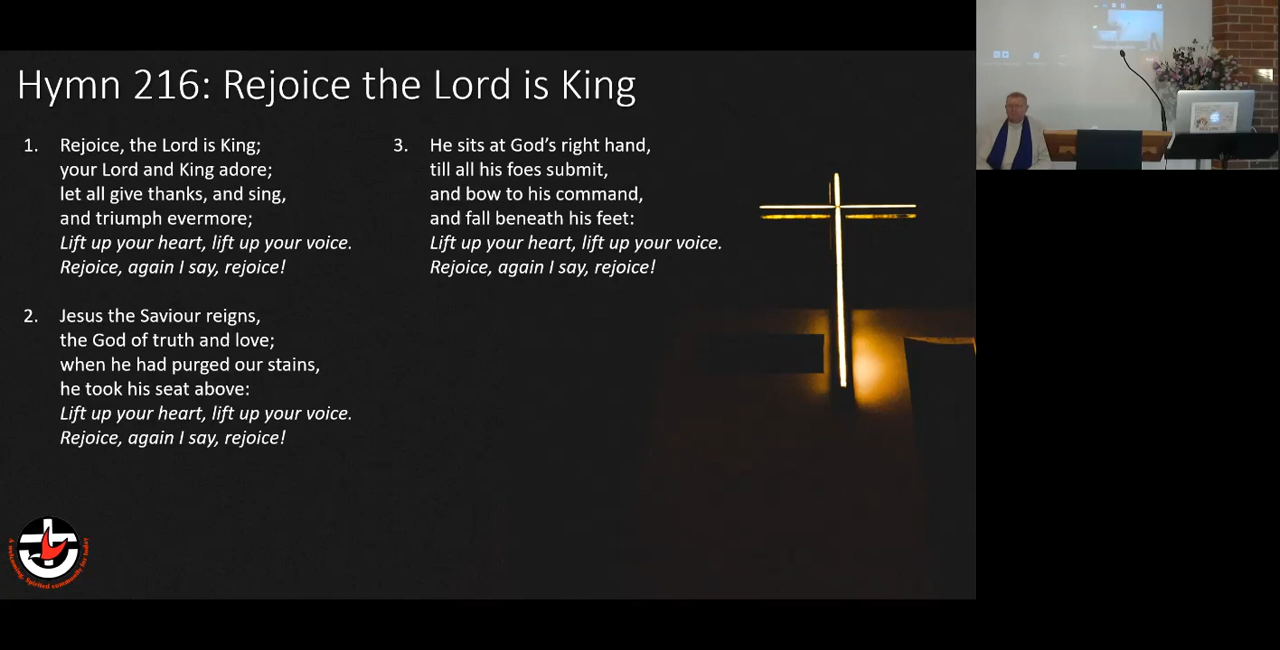 Hymn 216: Rejoice the Lord is King
1. Rejoice, the Lord is King;
your Lord and King adore;
let all give thanks, and sing,
and triumph evermore;
Lift up your heart, lift up your voice.
Rejoice, again I say, rejoice!
2. Jesus the Saviour reigns,
the God of truth and love;
when he had purged our stains,
he took his seat above:
Lift up your heart, lift up your voice.
Rejoice, again I say, rejoice!
3. He sits at God’s right hand,
till all his foes submit,
and bow to his command,
and fall beneath his feet:
Lift up your heart, lift up your voice.
Rejoice, again I say, rejoice!
A welcoming, Spirited community for today